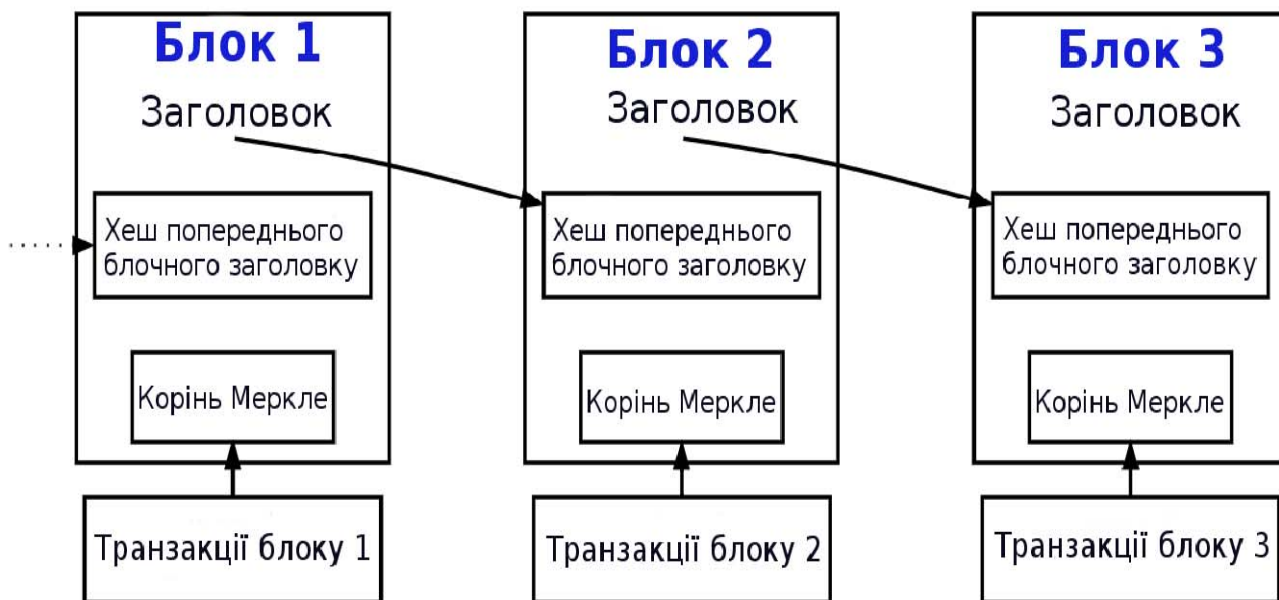 Блок 1
Заголовок
Хеш попереднього
блочного заголовку
Корінь Меркле
Транзакції блоку 1
Блок 2
Заголовок
Хеш попереднього
блочного заголовку
Корінь Меркле
Транзакції блоку 2
Блок 3
Заголовок
Хеш попереднього
блочного заголовку
Корінь Меркле
Транзакції блоку 3